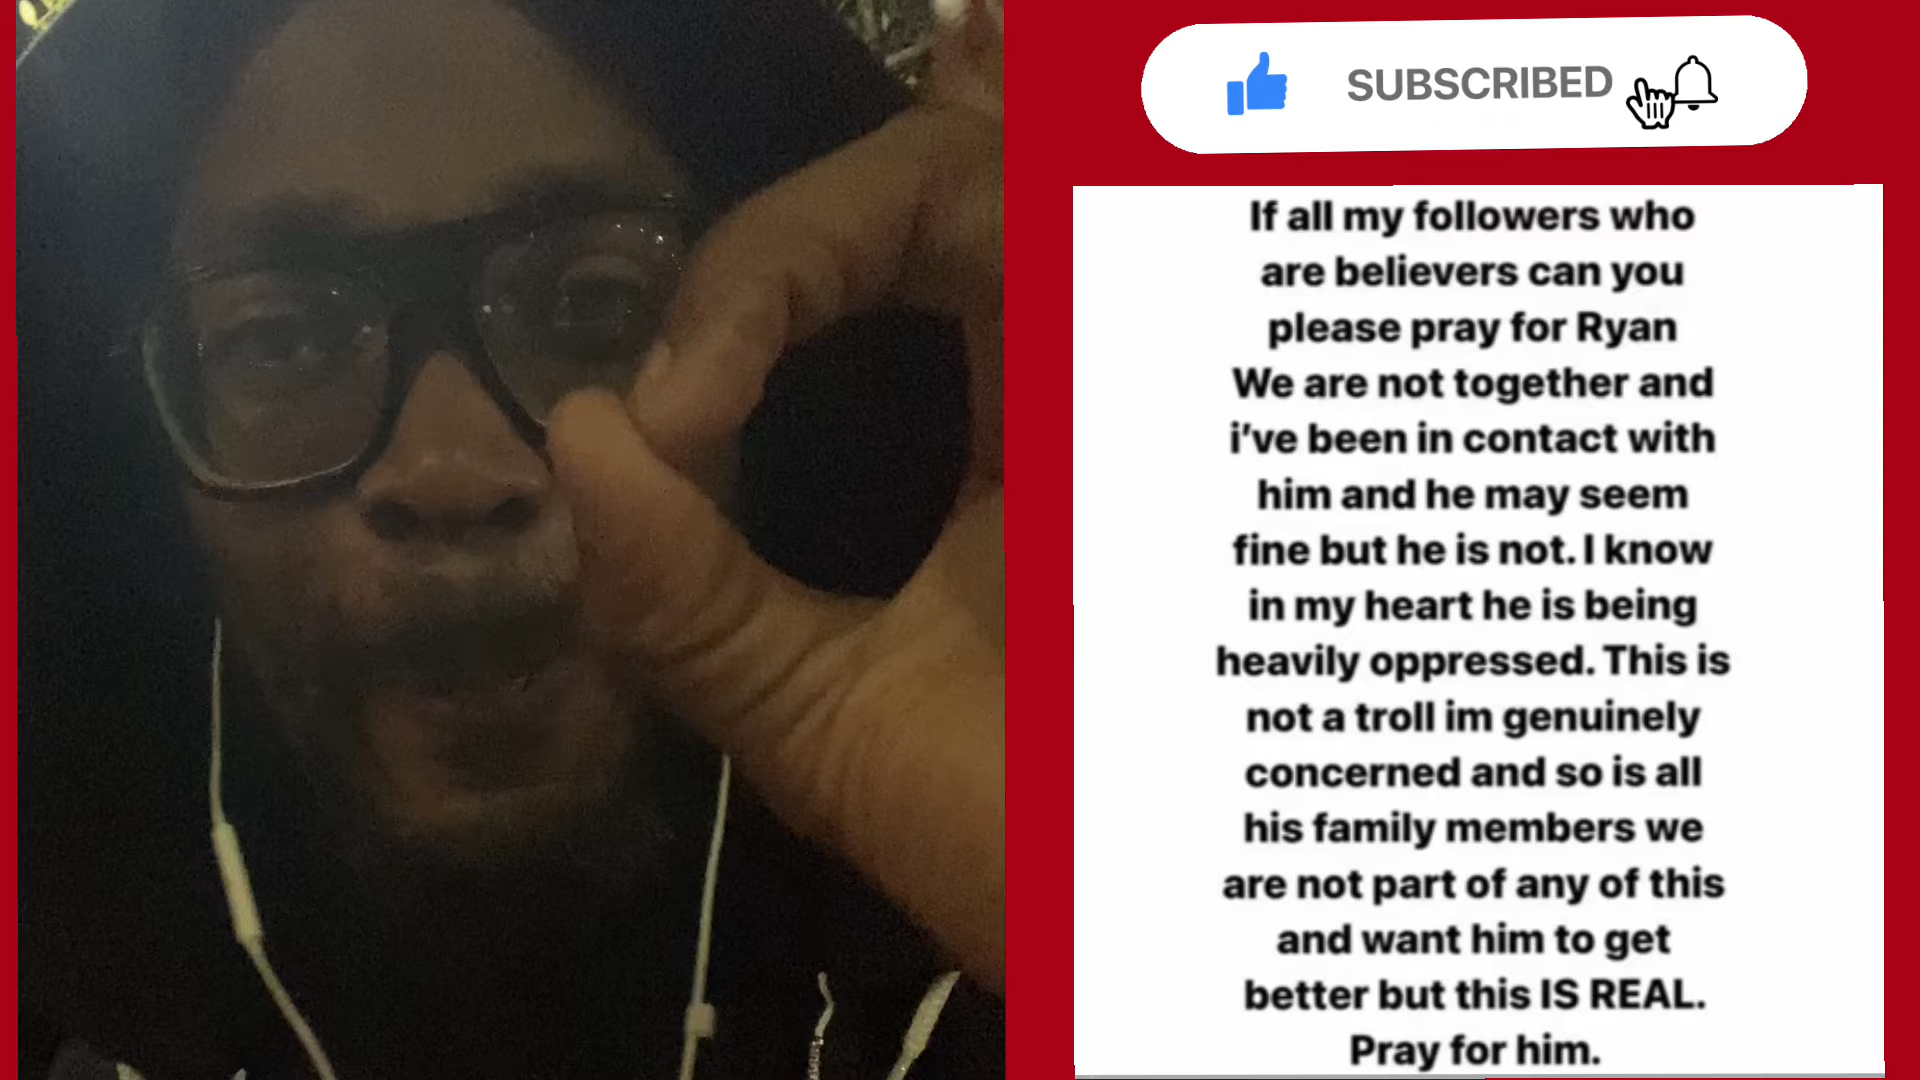 SUBSCRIBED
If all my followers who
are believers can you
please pray for Ryan
We are not together and
i've been in contact with
him and he may seem
fine but he is not. I know
in my heart he is being
heavily oppressed. This is
not a troll im genuinely
concerned and so is all
his family members we
are not part of any of this
and want him to get
better but this IS REAL.
Pray for him.